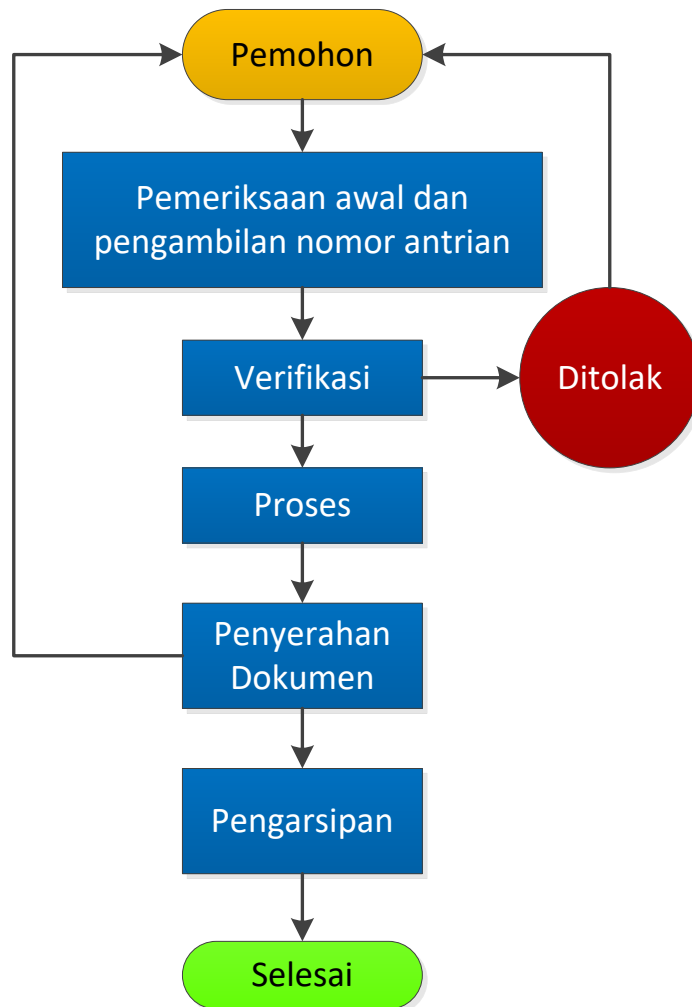 Pemohon
Pemeriksaan awal dan
pengambilan nomor antrian
Verifikasi
Ditolak
Proses
Penyerahan
Dokumen
Pengarsipan
Selesai